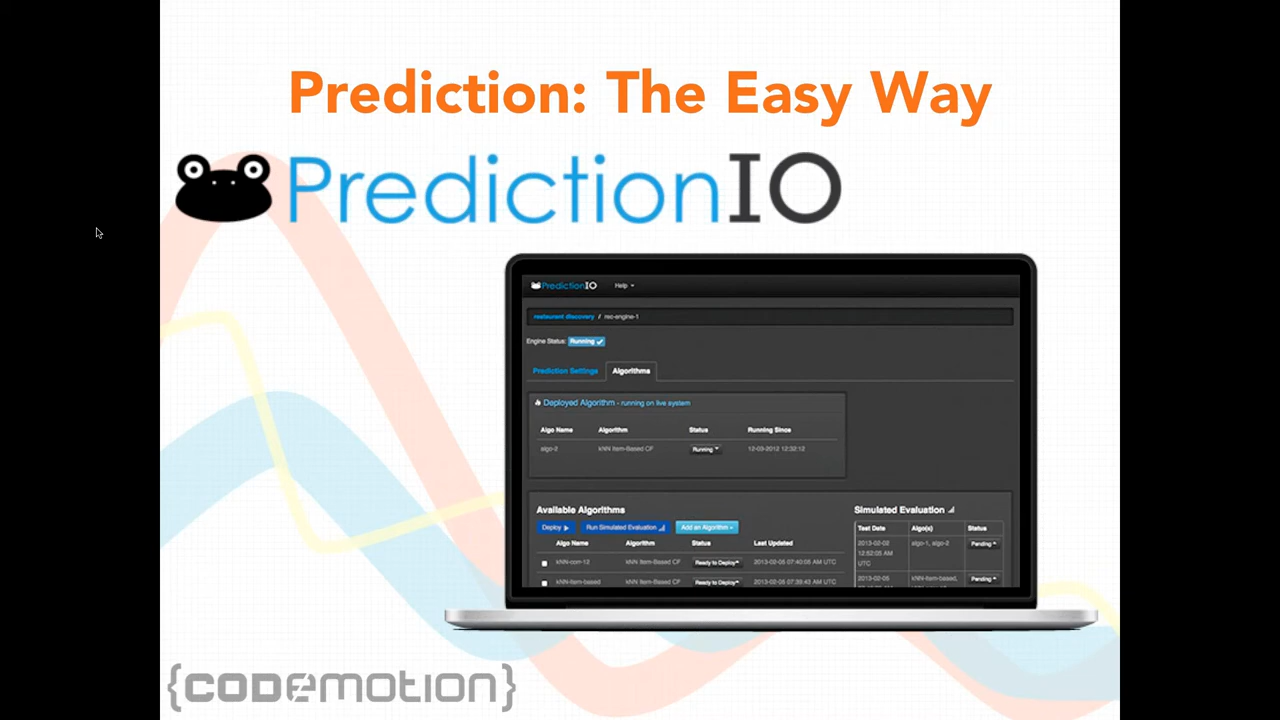 Prediction: The Easy Way
PredictionIO
PredictionIO Help
restaurant discovery / rec-engine-1
Engine Status: Running
Prediction Settings Algorithms
Deployed Algorithm - running on live system
Algo Name Algorithm Status Running Since
algo-2 kNN Item-Based CF Running 12-03-2012 12:32:12
Available Algorithms
Deploy Run Simulated Evaluation Add an Algorithm
Algo Name Algorithm Status Last Updated
kNN-con-12 kNN Item-Based CF Ready to Deploy 2013-02-05 07:40:05 AM UTC
kNN-item-based kNN Item-Based CF Ready to Deploy 2013-02-05 07:39:43 AM UTC
Simulated Evaluation
Test Date Algo(s) Status
2013-02-02 algo-1, algo-2 Pending
12:52:05 AM
UTC
2013-02-05 kNN-item-based, Pending
{CODEMOTION}